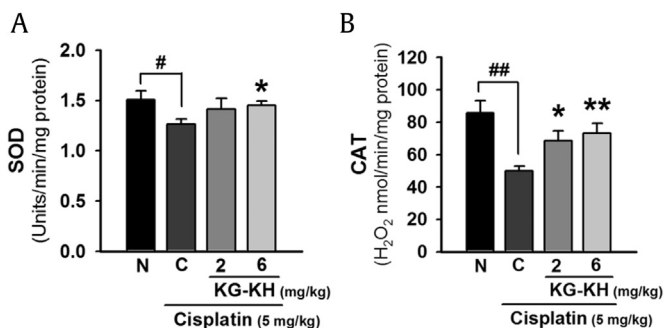 A
SOD
(Units/min/mg protein)
2.0
1.5
1.0
0.5
0.0
#
*
N C 2 6
KG-KH (mg/kg)
Cisplatin (5 mg/kg)
B
CAT
(H₂O₂ nmol/min/mg protein)
120
100
80
60
40
20
0
##
*
**
N C 2 6
KG-KH (mg/kg)
Cisplatin (5 mg/kg)